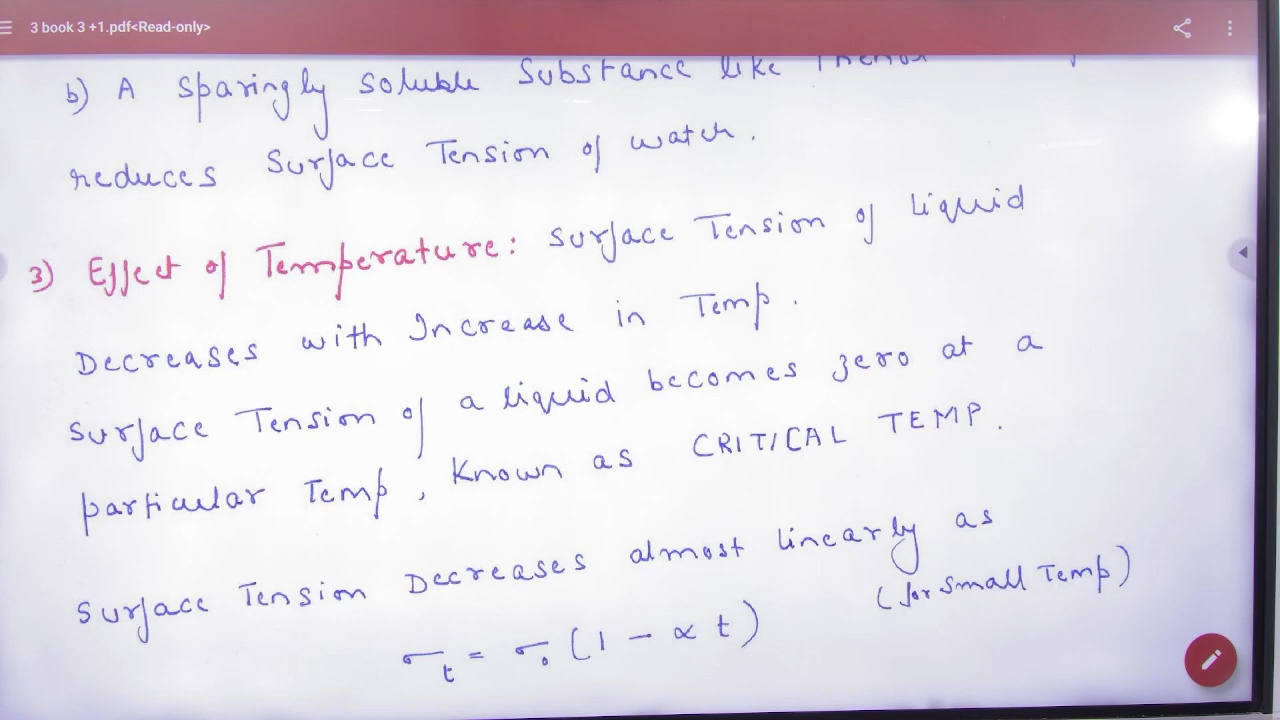 3 book 3 +1.pdf<Read-only>
b) A sparingly soluble Substance like
reduces Surface Tension of water.
3) Effect of Temperature: Surface Tension of liquid
Decreases with Increase in Temp.
Surface Tension of a liquid becomes zero at a
particular Temp, Known as CRITICAL TEMP.
Surface Tension Decreases almost linearly as
(for small Temp)
σt = σ0 (1 - α t)